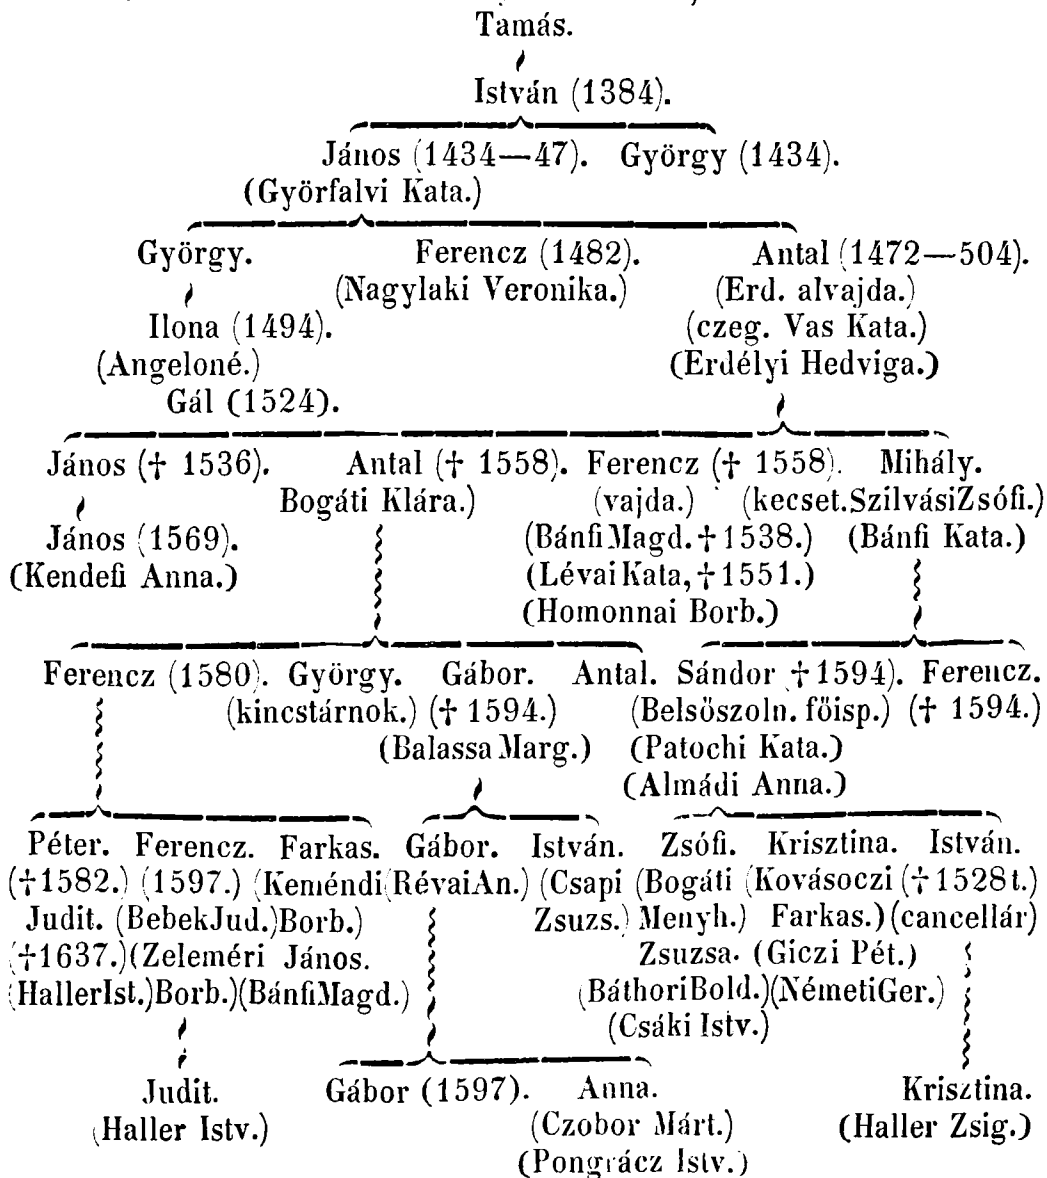 Tamás.
István (1384).
János (1434—47). György (1434).
(Györfalvi Kata.)
György. Ferencz (1482). Antal (1472—504).
(Nagylaki Veronika.) (Erd. alvajda.)
Ilona (1494). (czeg. Vas Kata.)
(Angeloné.) (Erdélyi Hedviga.)
Gál (1524).
János († 1536). Antal († 1558). Ferencz († 1558). Mihály.
Bogáti Klára.) (vajda.) (kecset. Szilvási Zsófi.)
János (1569). (Bánfi Magd. † 1538.) (Bánfi Kata.)
(Kendefi Anna.) (Lévai Kata, † 1551.)
(Homonnai Borb.)
Ferencz (1580). György. Gábor. Antal. Sándor † 1594). Ferencz.
(kincstárnok.) († 1594.) (Belsöszoln. föisp.) († 1594.)
(Balassa Marg.) (Patochi Kata.)
(Almádi Anna.)
Péter. Ferencz. Farkas. Gábor. István. Zsófi. Krisztina. István.
(†1582.) (1597.) (Keméndi (Révai An.) (Csapi (Bogáti (Kovásoczi († 1528 t.)
Judit. (Bebek Jud.) Borb.) Zsuzs.) Menyh.) Farkas.) (cancellár)
(†1637.) (Zeleméri János. Zsuzsa. (Giczi Pét.)
(Haller Ist.) Borb.) (Bánfi Magd.) (Báthori Bold.) (Németi Ger.)
(Csáki Istv.)
Judit. Gábor (1597). Anna. Krisztina.
(Haller Istv.) (Czobor Márt.) (Haller Zsig.)
(Pongrácz Istv.)